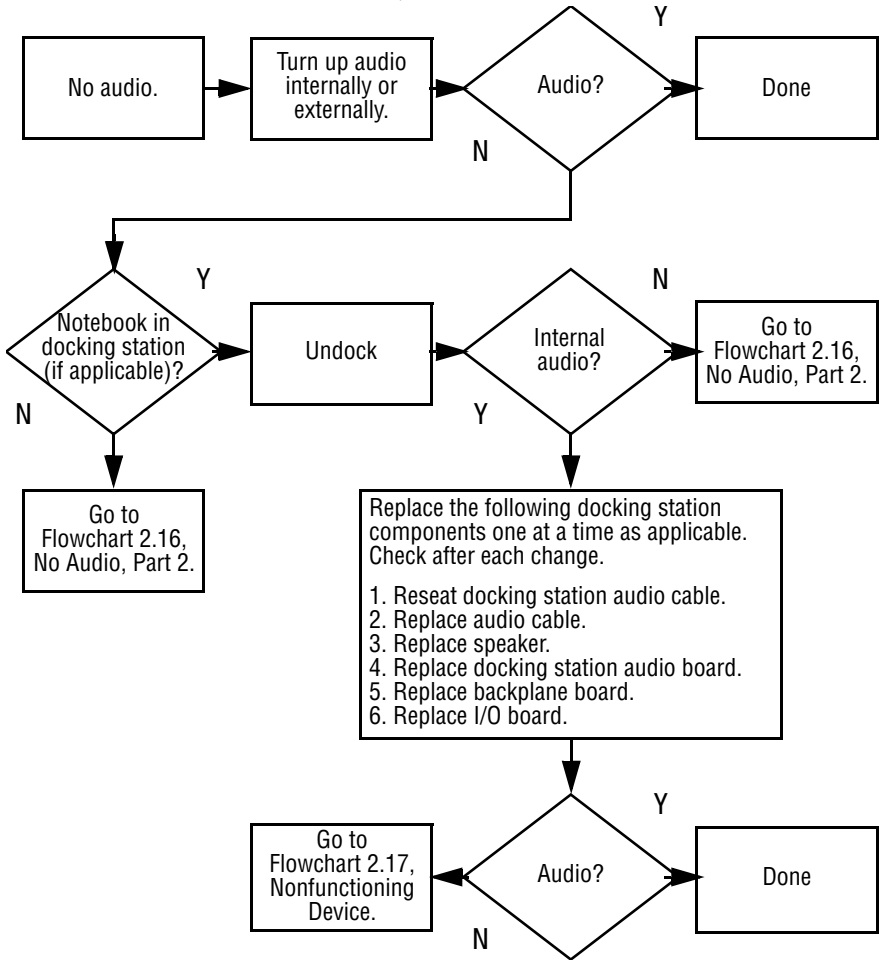 No audio.
Turn up audio
internally or
externally.
Audio?
Y
Done
N
Notebook in
docking station
(if applicable)?
Y
N
Undock
Internal
audio?
N
Y
Go to
Flowchart 2.16,
No Audio, Part 2.
Go to
Flowchart 2.16,
No Audio, Part 2.
Replace the following docking station
components one at a time as applicable.
Check after each change.
1. Reseat docking station audio cable.
2. Replace audio cable.
3. Replace speaker.
4. Replace docking station audio board.
5. Replace backplane board.
6. Replace I/O board.
Go to
Flowchart 2.17,
Nonfunctioning
Device.
Audio?
Y
N
Done